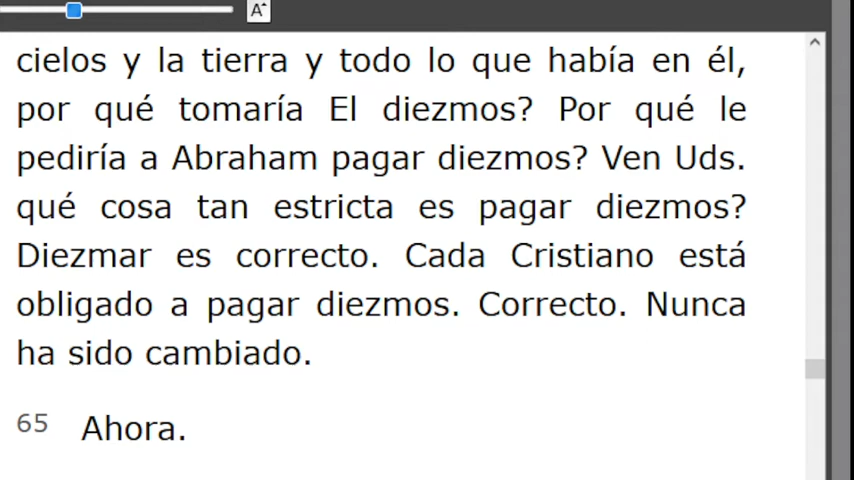 A
cielos y la tierra y todo lo que había en él,
por qué tomaría El diezmos? Por qué le
pediría a Abraham pagar diezmos? Ven Uds.
qué cosa tan estricta es pagar diezmos?
Diezmar es correcto. Cada Cristiano está
obligado a pagar diezmos. Correcto. Nunca
ha sido cambiado.
65 Ahora.